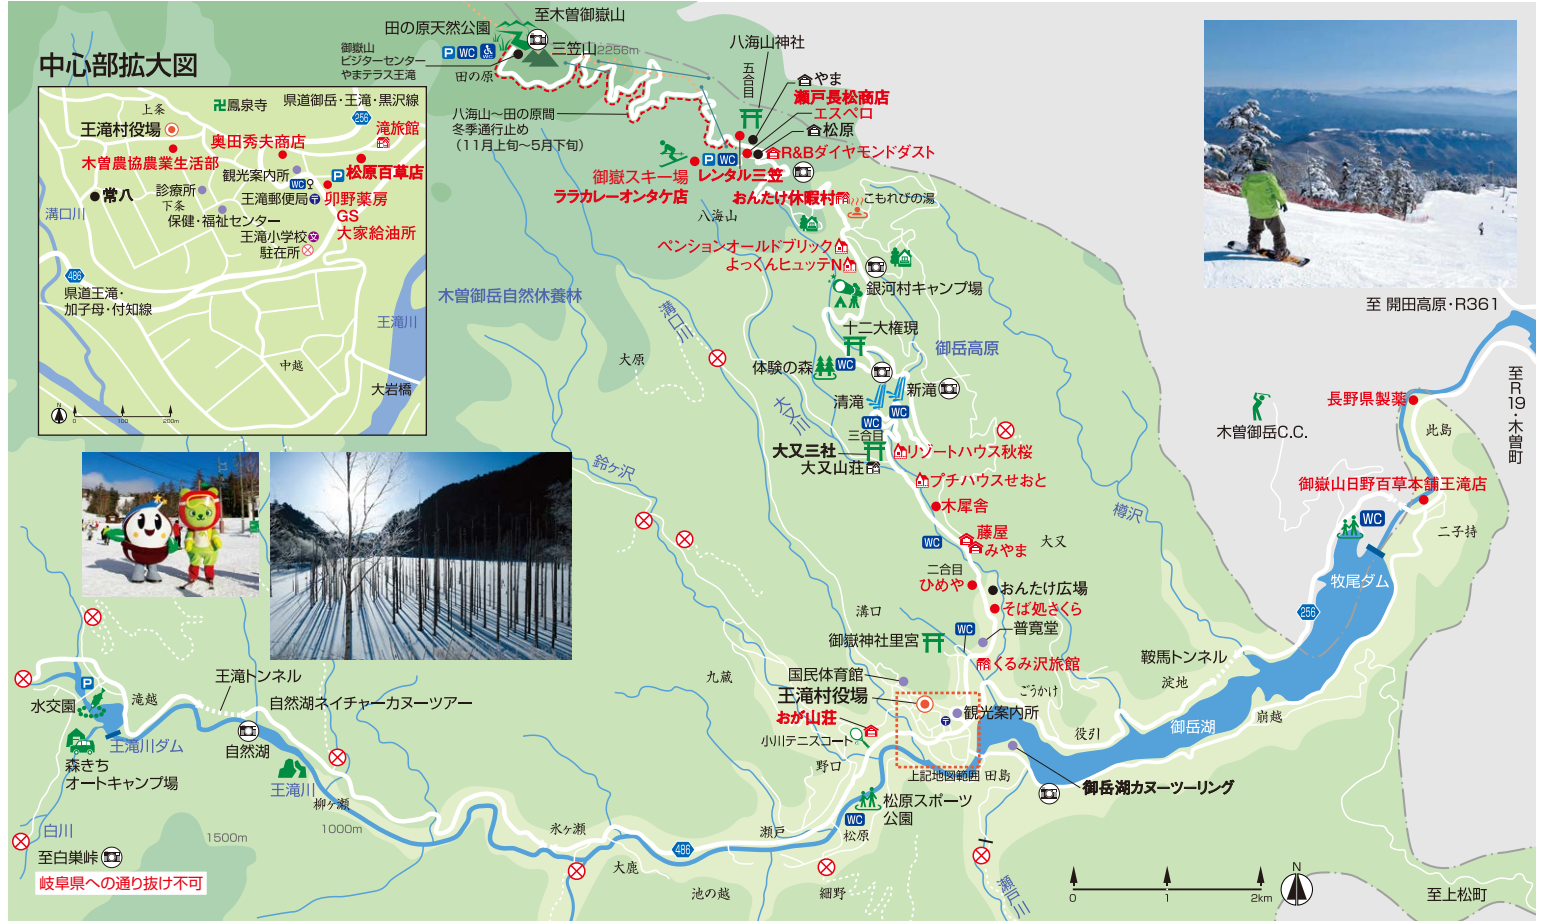 中心部拡大図
上条
鳳泉寺
県道御岳・王滝・黒沢線
256
王滝村役場
奥田秀夫商店
滝旅館
木曽農協農業生活部
観光案内所
P
松原百草店
WC
常八
診療所
下条
王滝郵便局
卯野薬房
溝口川
保健・福祉センター
GS
大家給油所
王滝小学校
文
駐在所
486
県道王滝・
加子母・付知線
王滝川
中越
大岩橋
N
0
100
200m
至木曽御嶽山
田の原天然公園
御嶽山
ビジターセンター
やまテラス王滝
P
WC
三笠山
2256m
田の原
八海山～田の原間
冬季通行止め
（11月上旬～5月下旬）
八海山神社
五合目
やま
瀬戸長松商店
エスペロ
松原
R&Bダイヤモンドダスト
P
WC
御嶽スキー場
レンタル三笠
ララカレーオンタケ店
おんたけ休暇村
こもれびの湯
八海山
ペンションオールドブリック
よっくんヒュッテN
銀河村キャンプ場
木曽御岳自然休養林
溝口川
十二大権現
御岳高原
大原
体験の森
WC
清滝
新滝
WC
WC
大又川
三合目
大又三社
大又山荘
リゾートハウス秋桜
プチハウスせおと
木犀舎
鈴ヶ沢
WC
藤屋
みやま
大又
樽沢
二合目
ひめや
おんたけ広場
そば処さくら
溝口
WC
普寛堂
御嶽神社里宮
くるみ沢旅館
国民体育館
九蔵
王滝村役場
ごうかけ
おが山荘
観光案内所
小川テニスコート
野口
上記地図範囲
田島
役引
鞍馬トンネル
淀地
御岳湖
崩越
御岳湖カヌーツーリング
至 開田高原・R361
至R19・木曽町
長野県製薬
此島
木曽御岳C.C.
御嶽山日野百草本舗王滝店
WC
二子持
牧尾ダム
256
王滝トンネル
自然湖ネイチャーカヌーツアー
P
滝越
水交園
王滝川ダム
自然湖
森きち
オートキャンプ場
王滝川
柳ヶ瀬
白川
1500m
1000m
至白巣峠
岐阜県への通り抜け不可
氷ヶ瀬
大鹿
486
瀬戸
池の越
松原スポーツ
公園
WC
松原
細野
瀬戸川
0
1
2km
N
至上松町